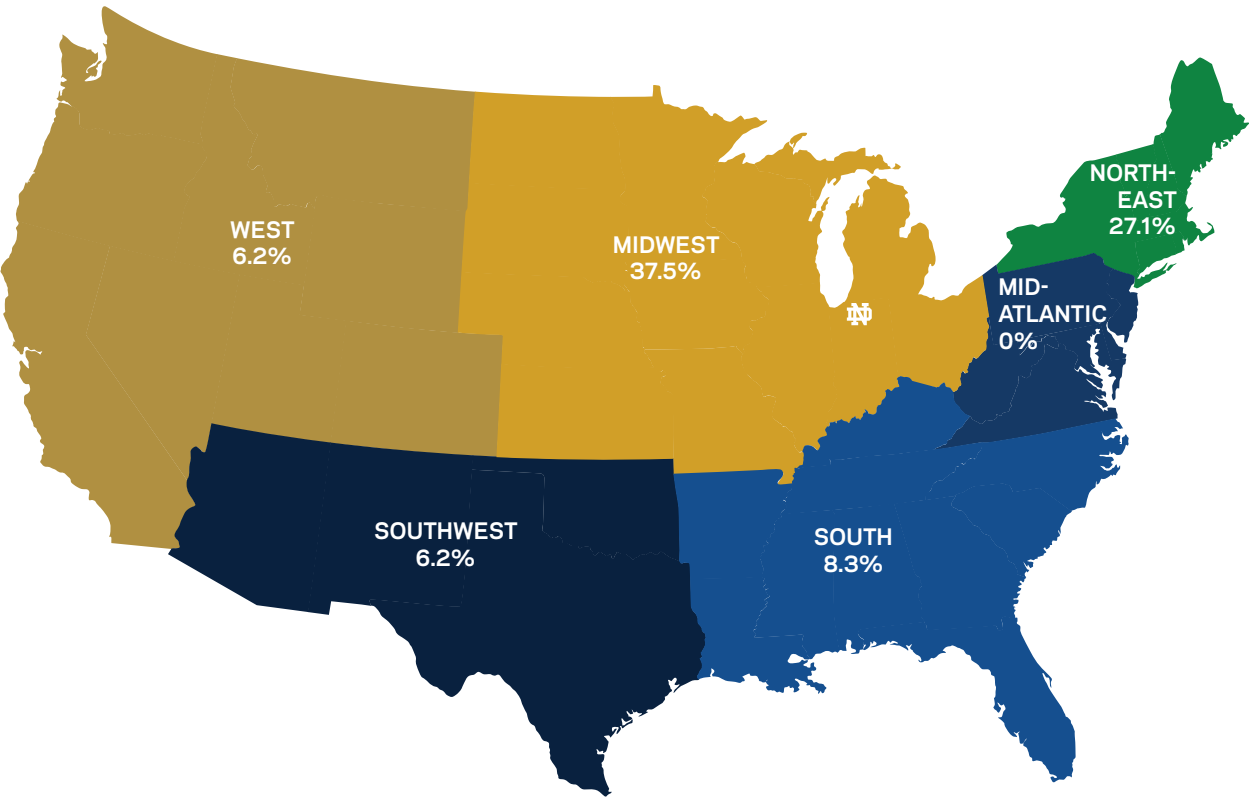 WEST
6.2%
MIDWEST
37.5%
NORTH-
EAST
27.1%
MID-
ATLANTIC
0%
ND
SOUTHWEST
6.2%
SOUTH
8.3%